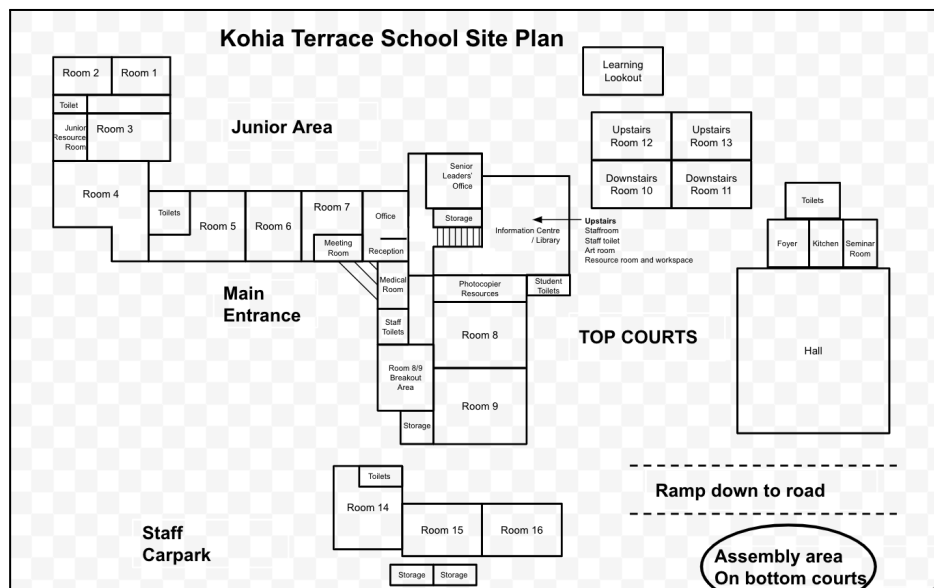 Kohia Terrace School Site Plan
Learning
Lookout
Room 2
Room 1
Toilet
Junior
Resource
Room
Room 3
Junior Area
Upstairs
Room 12
Upstairs
Room 13
Downstairs
Room 10
Downstairs
Room 11
Room 4
Toilets
Room 5
Room 6
Room 7
Meeting
Room
Office
Reception
Senior
Leaders'
Office
Storage
Information Centre
/ Library
Upstairs
Staffroom
Staff toilet
Art room
Resource room and workspace
Toilets
Foyer
Kitchen
Seminar
Room
Hall
Main
Entrance
Medical
Room
Photocopier
Resources
Student
Toilets
Staff
Toilets
Room 8
TOP COURTS
Room 8/9
Breakout
Area
Room 9
Storage
Toilets
Room 14
Room 15
Room 16
Storage
Storage
Staff
Carpark
Ramp down to road
Assembly area
On bottom courts